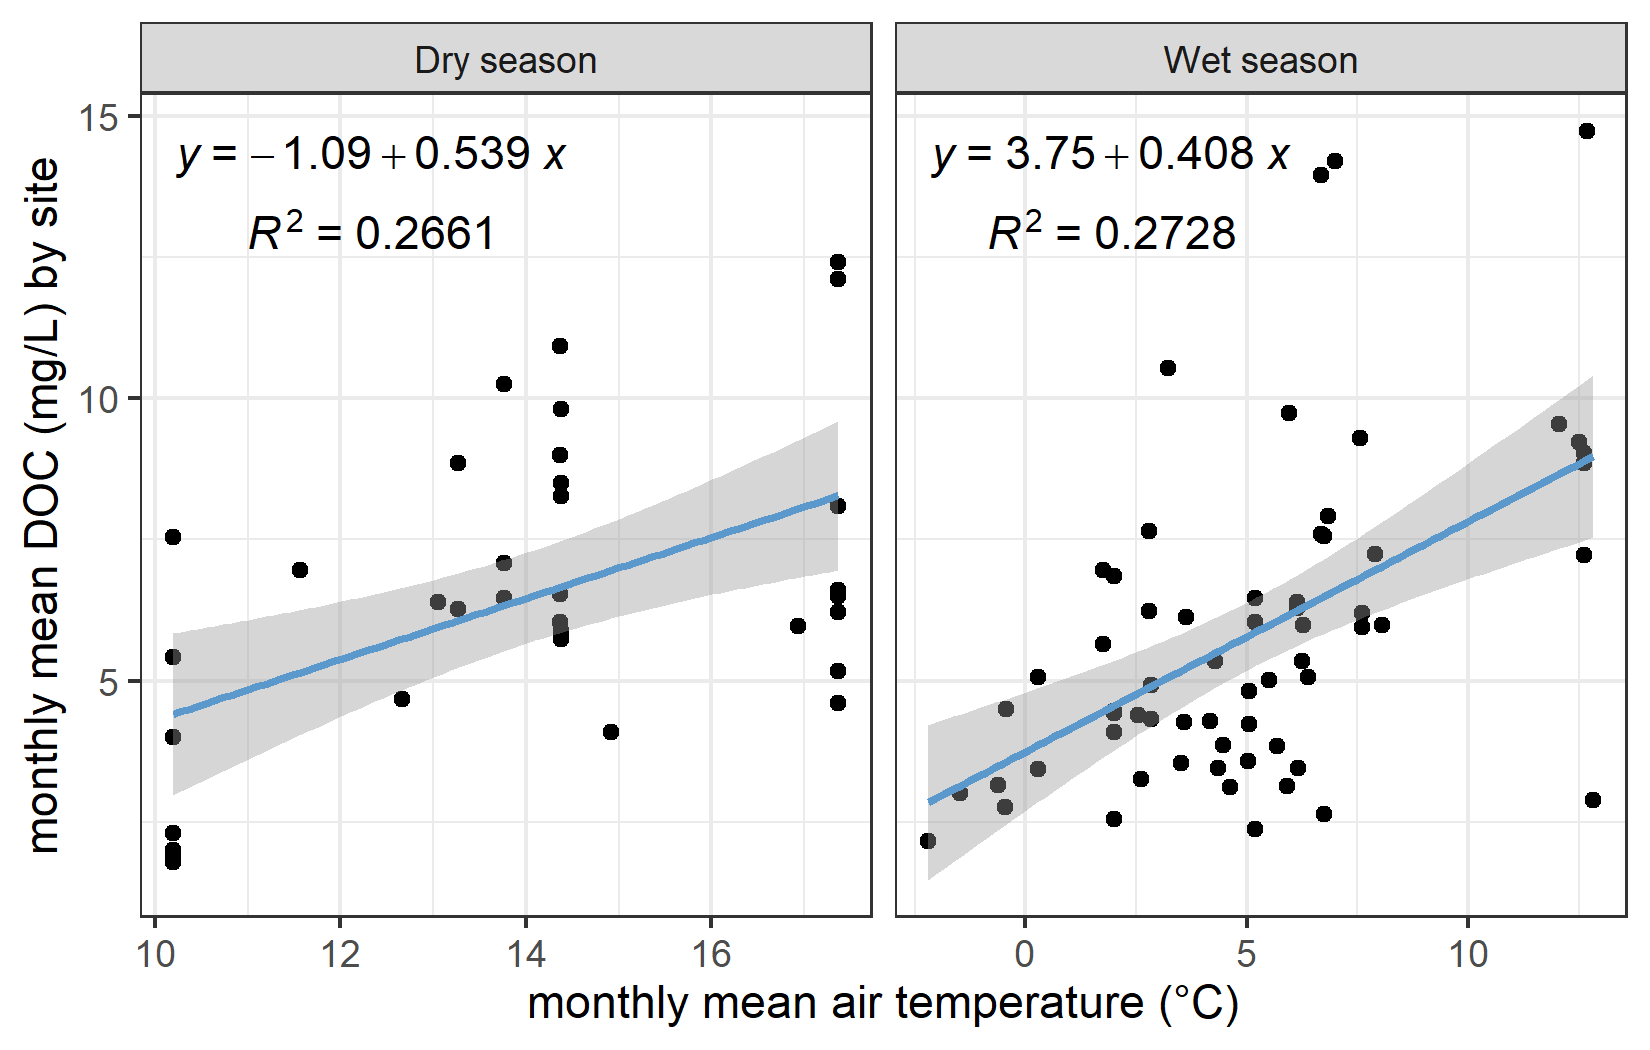 Dry season
Wet season
y = −1.09 + 0.539 x
R² = 0.2661
y = 3.75 + 0.408 x
R² = 0.2728
15
10
5
monthly mean DOC (mg/L) by site
10 12 14 16
0 5 10
monthly mean air temperature (°C)